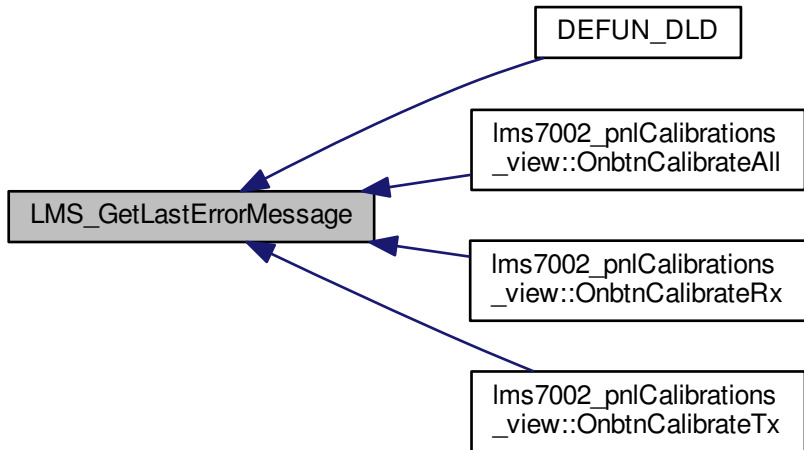 DEFUN_DLD
lms7002_pnlCalibrations
_view::OnbtnCalibrateAll
LMS_GetLastErrorMessage
lms7002_pnlCalibrations
_view::OnbtnCalibrateRx
lms7002_pnlCalibrations
_view::OnbtnCalibrateTx